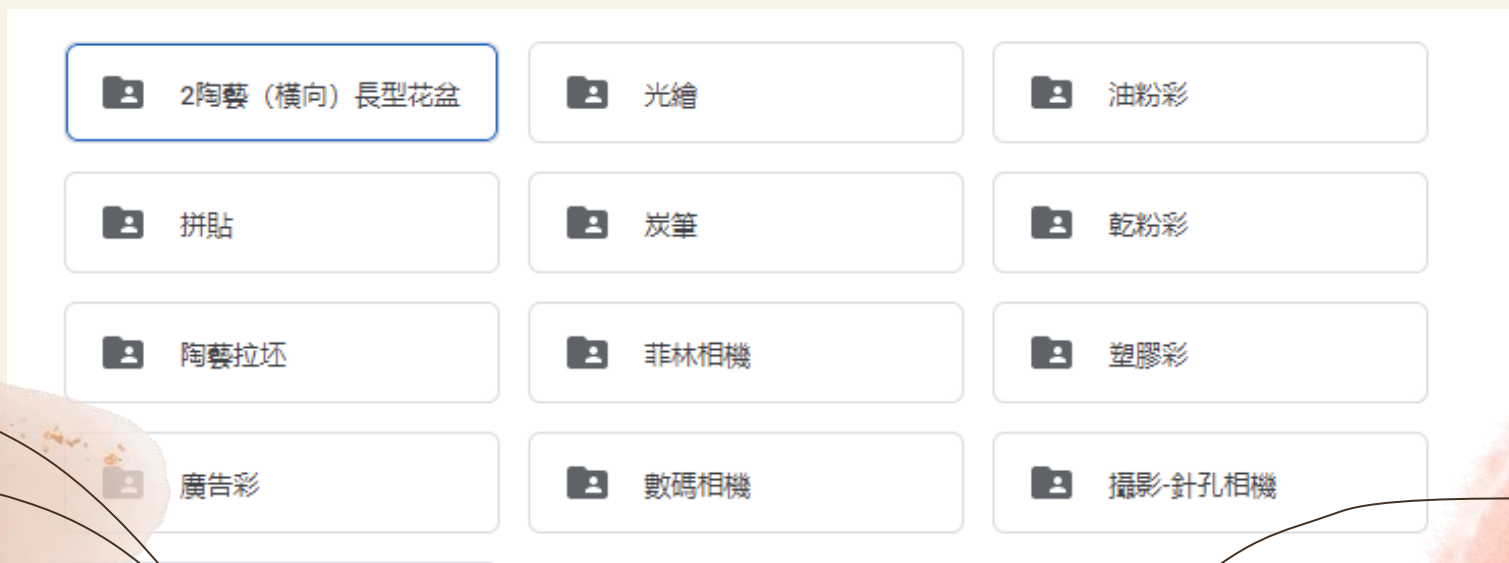 2陶藝（橫向）長型花盆
光繪
油粉彩
拼貼
炭筆
乾粉彩
陶藝拉坯
菲林相機
塑膠彩
廣告彩
數碼相機
攝影-針孔相機